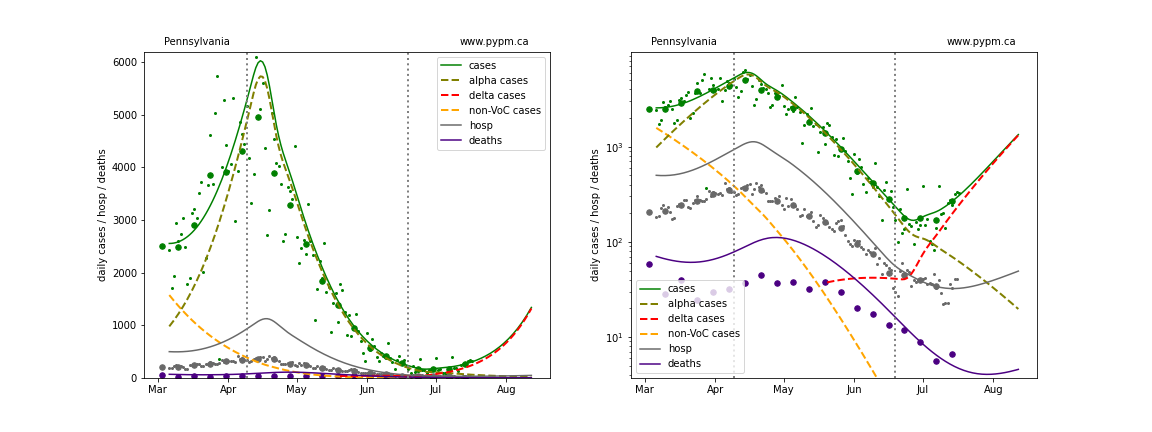 Pennsylvania www.pypm.ca
daily cases / hosp / deaths
6000
5000
4000
3000
2000
1000
0
Mar Apr May Jun Jul Aug
cases
alpha cases
delta cases
non-VoC cases
hosp
deaths
Pennsylvania www.pypm.ca
daily cases / hosp / deaths
10³
10²
10¹
Mar Apr May Jun Jul Aug
cases
alpha cases
delta cases
non-VoC cases
hosp
deaths